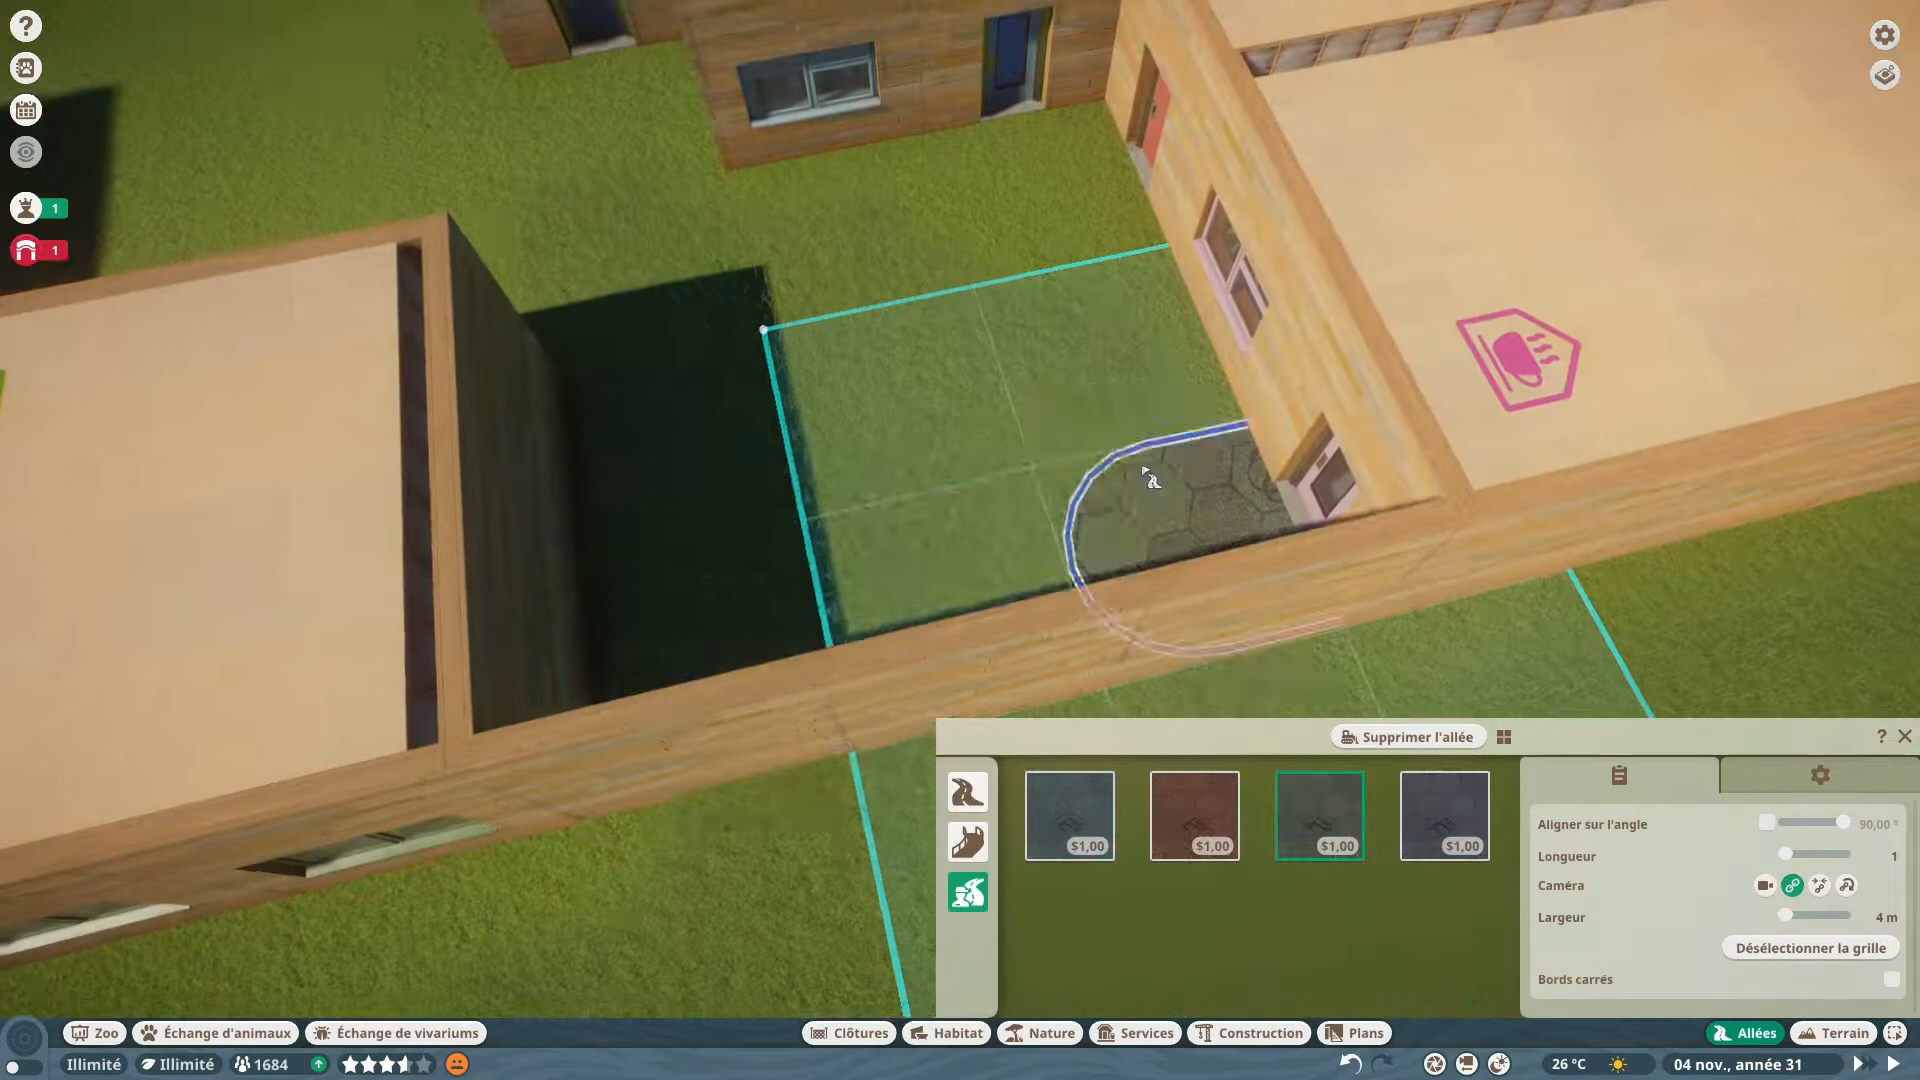 ?
1
1
Supprimer l'allée
?
$1,00
$1,00
$1,00
$1,00
Aligner sur l'angle
90,00 °
Longueur
1
Caméra
Largeur
4 m
Désélectionner la grille
Bords carrés
Zoo
Échange d'animaux
Échange de vivariums
Clôtures
Habitat
Nature
Services
Construction
Plans
Allées
Terrain
Illimité
Illimité
1684
26 °C
04 nov., année 31